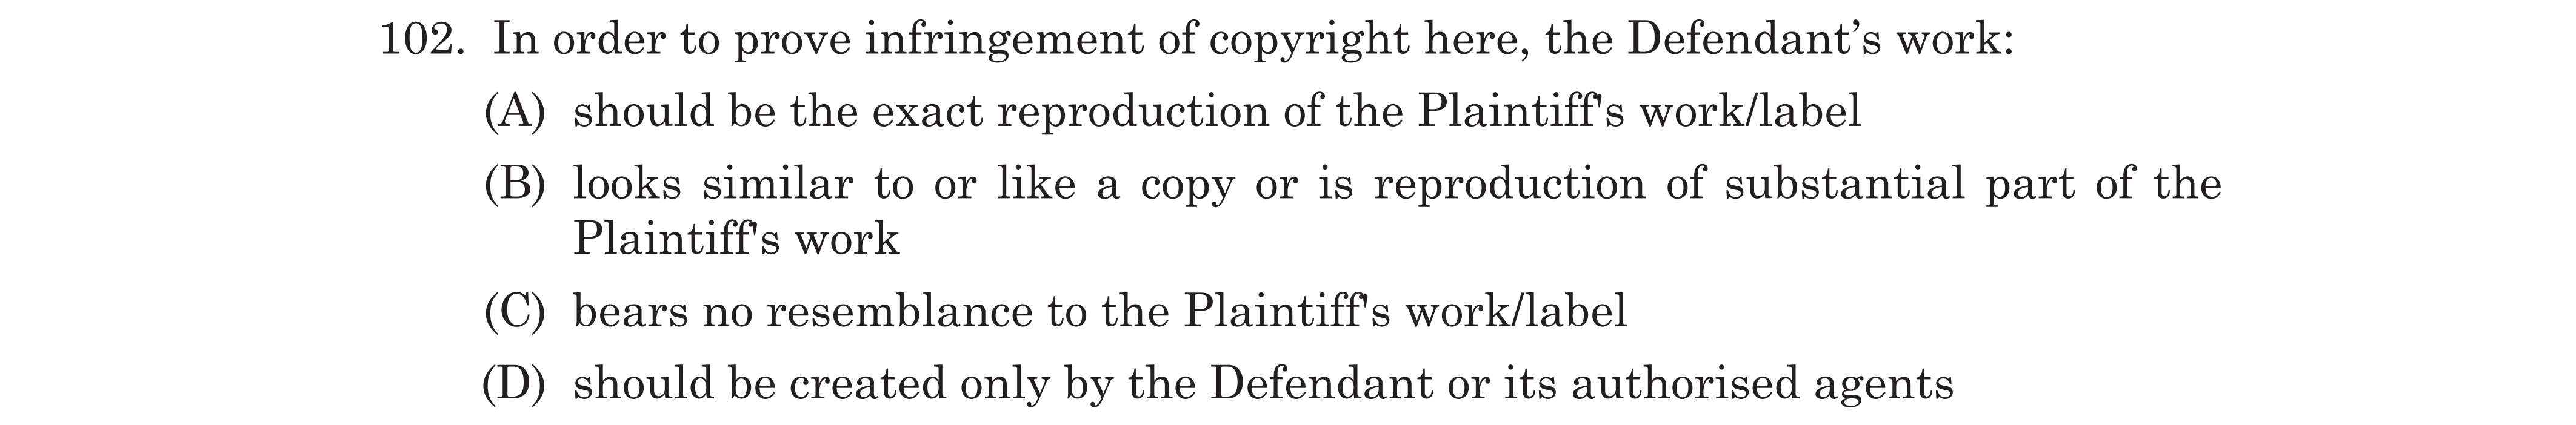 102. In order to prove infringement of copyright here, the Defendant’s work:
(A) should be the exact reproduction of the Plaintiff's work/label
(B) looks similar to or like a copy or is reproduction of substantial part of the
Plaintiff's work
(C) bears no resemblance to the Plaintiff's work/label
(D) should be created only by the Defendant or its authorised agents